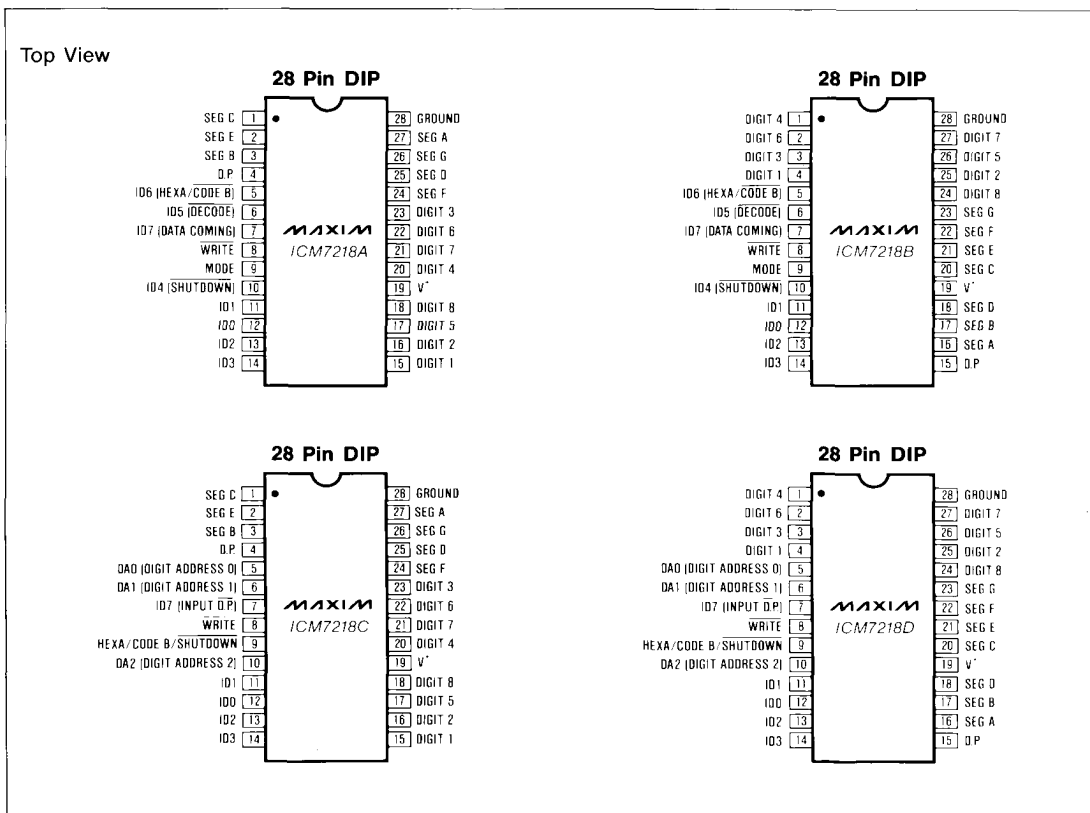 Top View
28 Pin DIP
SEG C 1
SEG E 2
SEG B 3
D.P. 4
ID6 (HEXA/CODE B) 5
ID5 (DECODE) 6
ID7 (DATA COMING) 7
WRITE 8
MODE 9
ID4 (SHUTDOWN) 10
ID1 11
ID0 12
ID2 13
ID3 14
MAXIM
ICM7218A
28 GROUND
27 SEG A
26 SEG G
25 SEG D
24 SEG F
23 DIGIT 3
22 DIGIT 6
21 DIGIT 7
20 DIGIT 4
19 V+
18 DIGIT 8
17 DIGIT 5
16 DIGIT 2
15 DIGIT 1
28 Pin DIP
DIGIT 4 1
DIGIT 6 2
DIGIT 3 3
DIGIT 1 4
ID6 (HEXA/CODE B) 5
ID5 (DECODE) 6
ID7 (DATA COMING) 7
WRITE 8
MODE 9
ID4 (SHUTDOWN) 10
ID1 11
ID0 12
ID2 13
ID3 14
MAXIM
ICM7218B
28 GROUND
27 DIGIT 7
26 DIGIT 5
25 DIGIT 2
24 DIGIT 8
23 SEG G
22 SEG F
21 SEG E
20 SEG C
19 V+
18 SEG D
17 SEG B
16 SEG A
15 D.P
28 Pin DIP
SEG C 1
SEG E 2
SEG B 3
D.P. 4
DA0 (DIGIT ADDRESS 0) 5
DA1 (DIGIT ADDRESS 1) 6
ID7 (INPUT D.P) 7
WRITE 8
HEXA/CODE B/SHUTDOWN 9
DA2 (DIGIT ADDRESS 2) 10
ID1 11
ID0 12
ID2 13
ID3 14
MAXIM
ICM7218C
28 GROUND
27 SEG A
26 SEG G
25 SEG D
24 SEG F
23 DIGIT 3
22 DIGIT 6
21 DIGIT 7
20 DIGIT 4
19 V+
18 DIGIT 8
17 DIGIT 5
16 DIGIT 2
15 DIGIT 1
28 Pin DIP
DIGIT 4 1
DIGIT 6 2
DIGIT 3 3
DIGIT 1 4
DA0 (DIGIT ADDRESS 0) 5
DA1 (DIGIT ADDRESS 1) 6
ID7 (INPUT D.P) 7
WRITE 8
HEXA/CODE B/SHUTDOWN 9
DA2 (DIGIT ADDRESS 2) 10
ID1 11
ID0 12
ID2 13
ID3 14
MAXIM
ICM7218D
28 GROUND
27 DIGIT 7
26 DIGIT 5
25 DIGIT 2
24 DIGIT 8
23 SEG G
22 SEG F
21 SEG E
20 SEG C
19 V+
18 SEG D
17 SEG B
16 SEG A
15 D.P